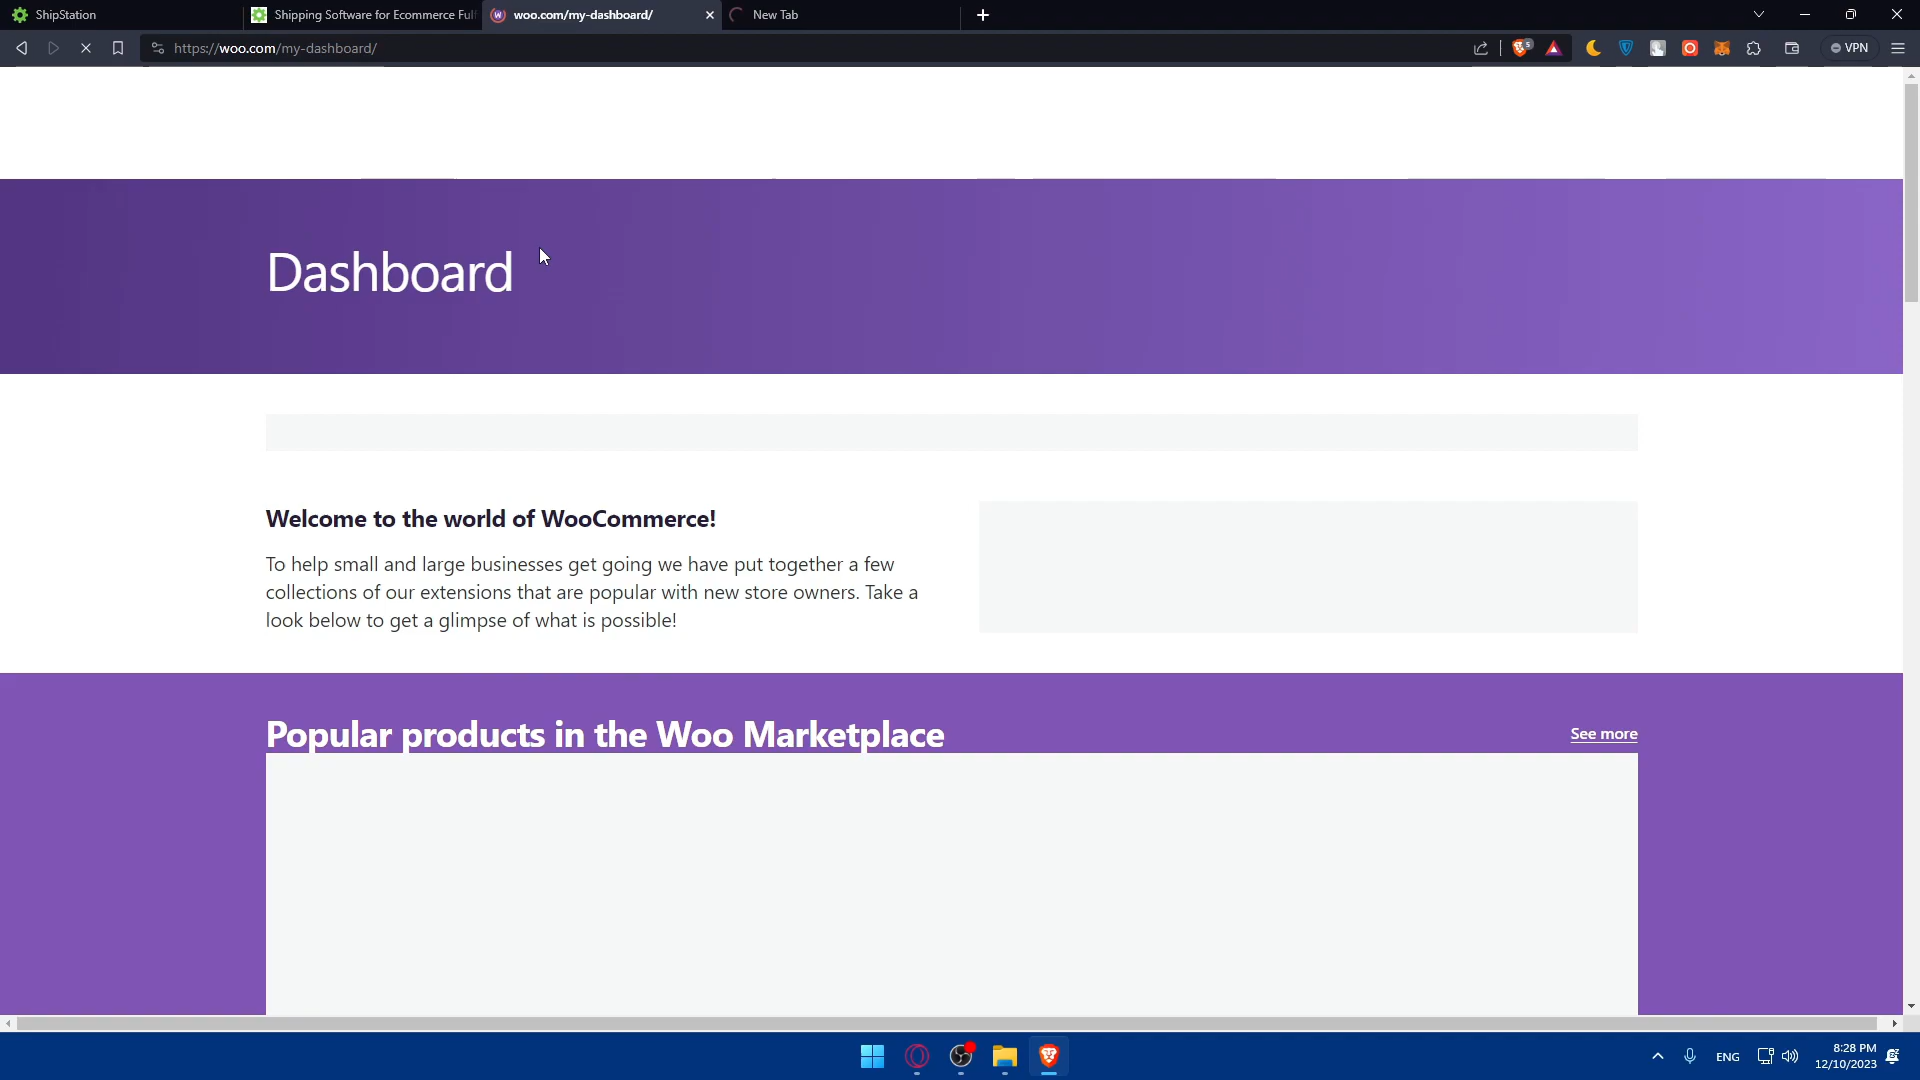 ShipStation
Shipping Software for Ecommerce Ful
woo.com/my-dashboard/
New Tab
https://woo.com/my-dashboard/
VPN
Dashboard
Welcome to the world of WooCommerce!
To help small and large businesses get going we have put together a few
collections of our extensions that are popular with new store owners. Take a
look below to get a glimpse of what is possible!
Popular products in the Woo Marketplace
See more
ENG
8:28 PM
12/10/2023